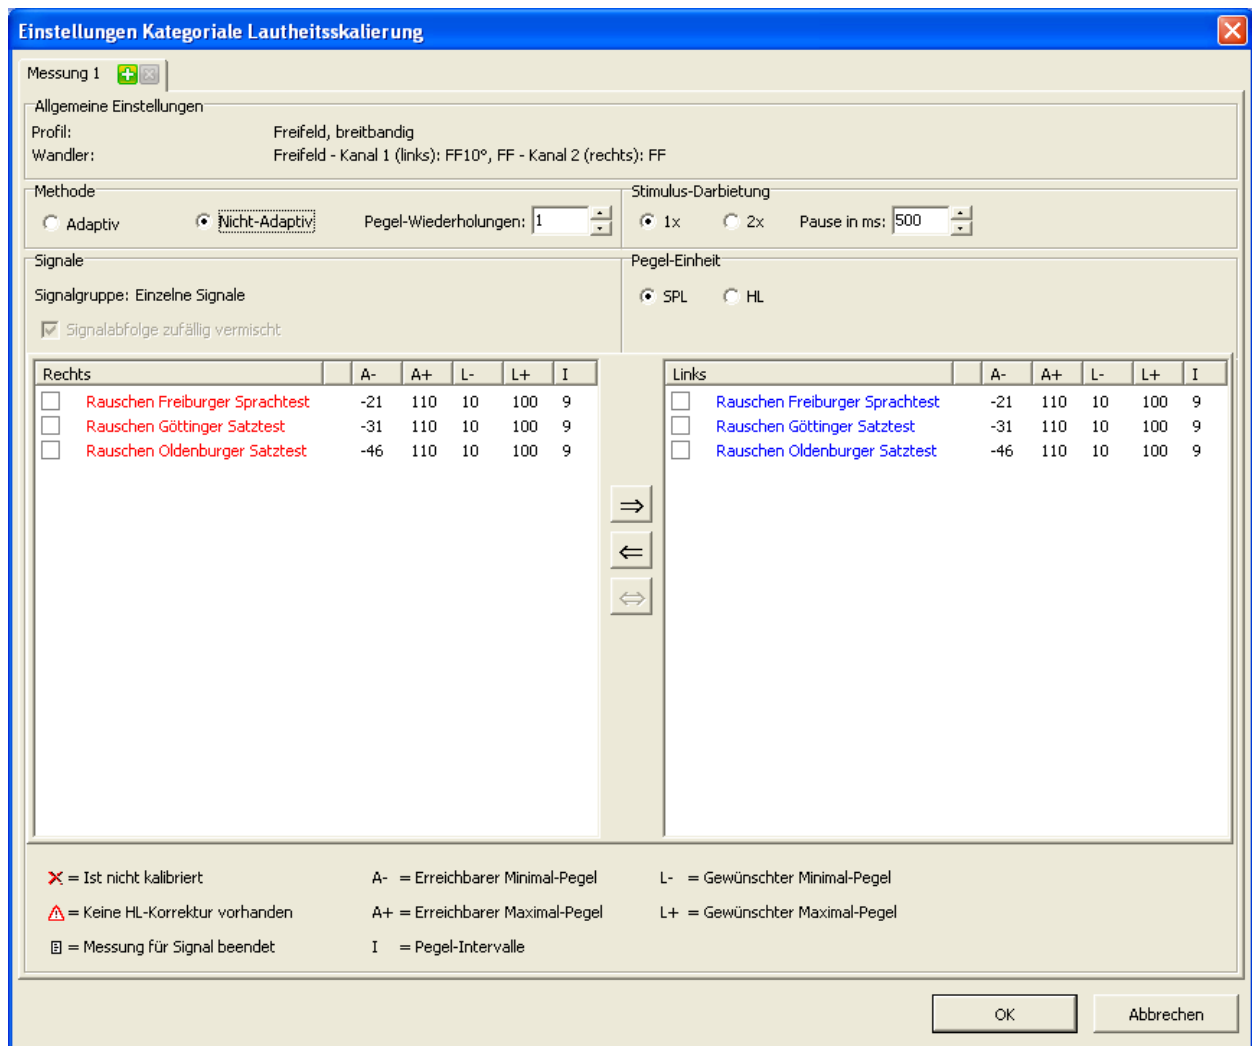 Einstellungen Kategoriale Lautheitsskalierung
Messung 1
Allgemeine Einstellungen
Profil: Freifeld, breitbandig
Wandler: Freifeld - Kanal 1 (links): FF10°, FF - Kanal 2 (rechts): FF
Methode
Adaptiv Nicht-Adaptiv Pegel-Wiederholungen: 1
Stimulus-Darbietung
1x 2x Pause in ms: 500
Signale
Signalgruppe: Einzelne Signale
Signalabfolge zufällig vermischt
Pegel-Einheit
SPL HL
Rechts A- A+ L- L+ I
Rauschen Freiburger Sprachtest -21 110 10 100 9
Rauschen Göttinger Satztest -31 110 10 100 9
Rauschen Oldenburger Satztest -46 110 10 100 9
⇒
⇐
⇔
Links A- A+ L- L+ I
Rauschen Freiburger Sprachtest -21 110 10 100 9
Rauschen Göttinger Satztest -31 110 10 100 9
Rauschen Oldenburger Satztest -46 110 10 100 9
= Ist nicht kalibriert A- = Erreichbarer Minimal-Pegel L- = Gewünschter Minimal-Pegel
= Keine HL-Korrektur vorhanden A+ = Erreichbarer Maximal-Pegel L+ = Gewünschter Maximal-Pegel
= Messung für Signal beendet I = Pegel-Intervalle
OK Abbrechen